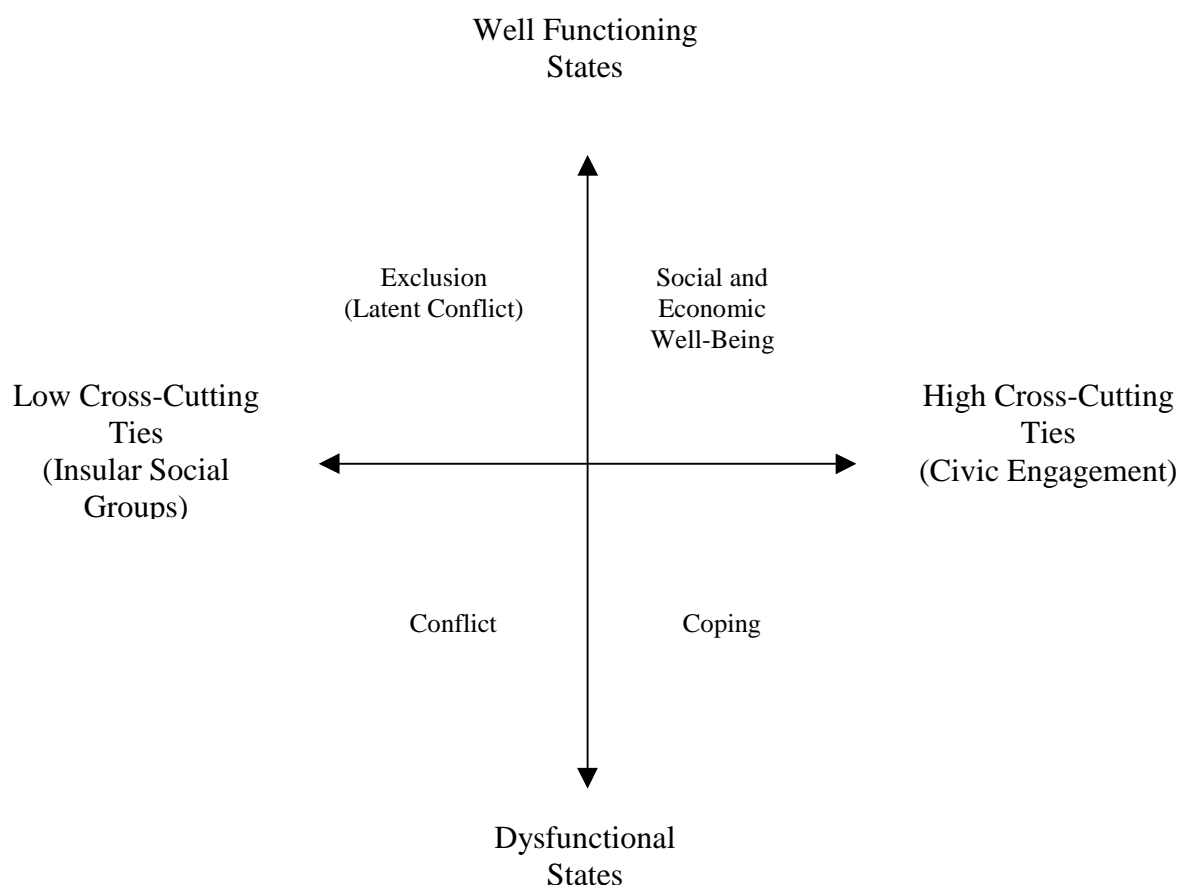 Well Functioning
States
Exclusion
(Latent Conflict)
Social and
Economic
Well-Being
Low Cross-Cutting
Ties
(Insular Social
Groups)
High Cross-Cutting
Ties
(Civic Engagement)
Conflict
Coping
Dysfunctional
States